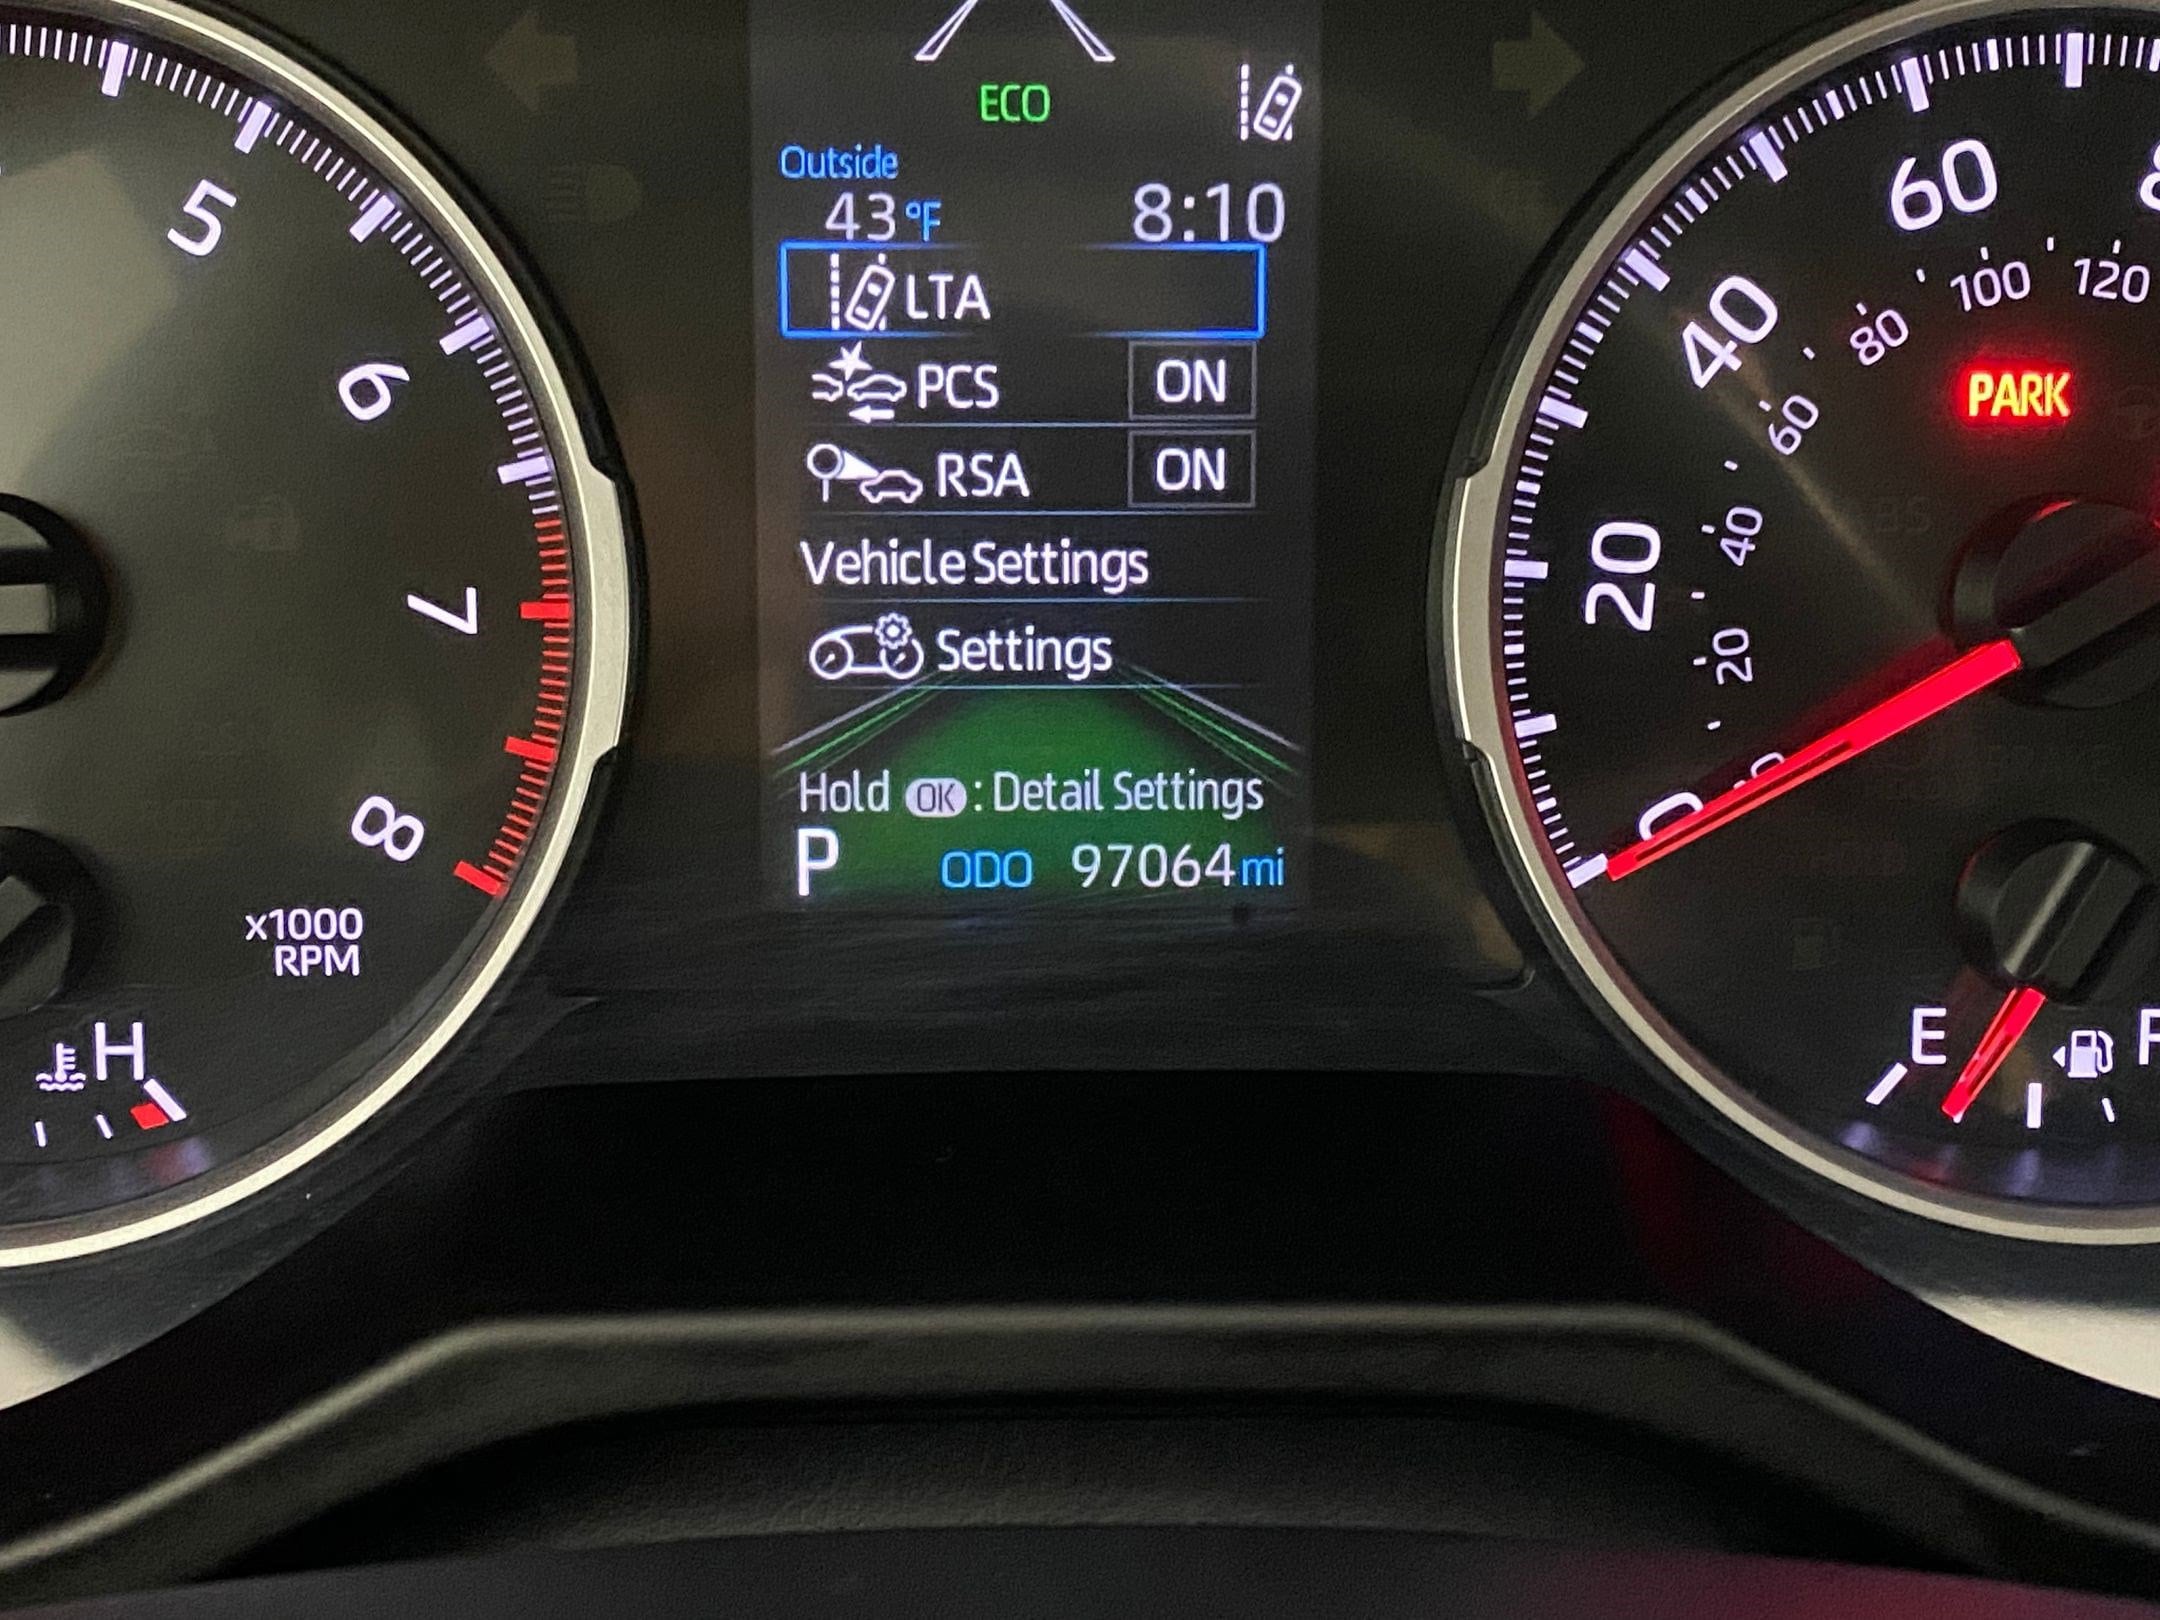 ECO
Outside
43°F 8:10
LTA
PCS ON
RSA ON
Vehicle Settings
Settings
Hold OK: Detail Settings
P ODO 97064mi
5
6
7
8
x1000
RPM
H
60
40
20
0
120
100
80
60
40
20
PARK
E